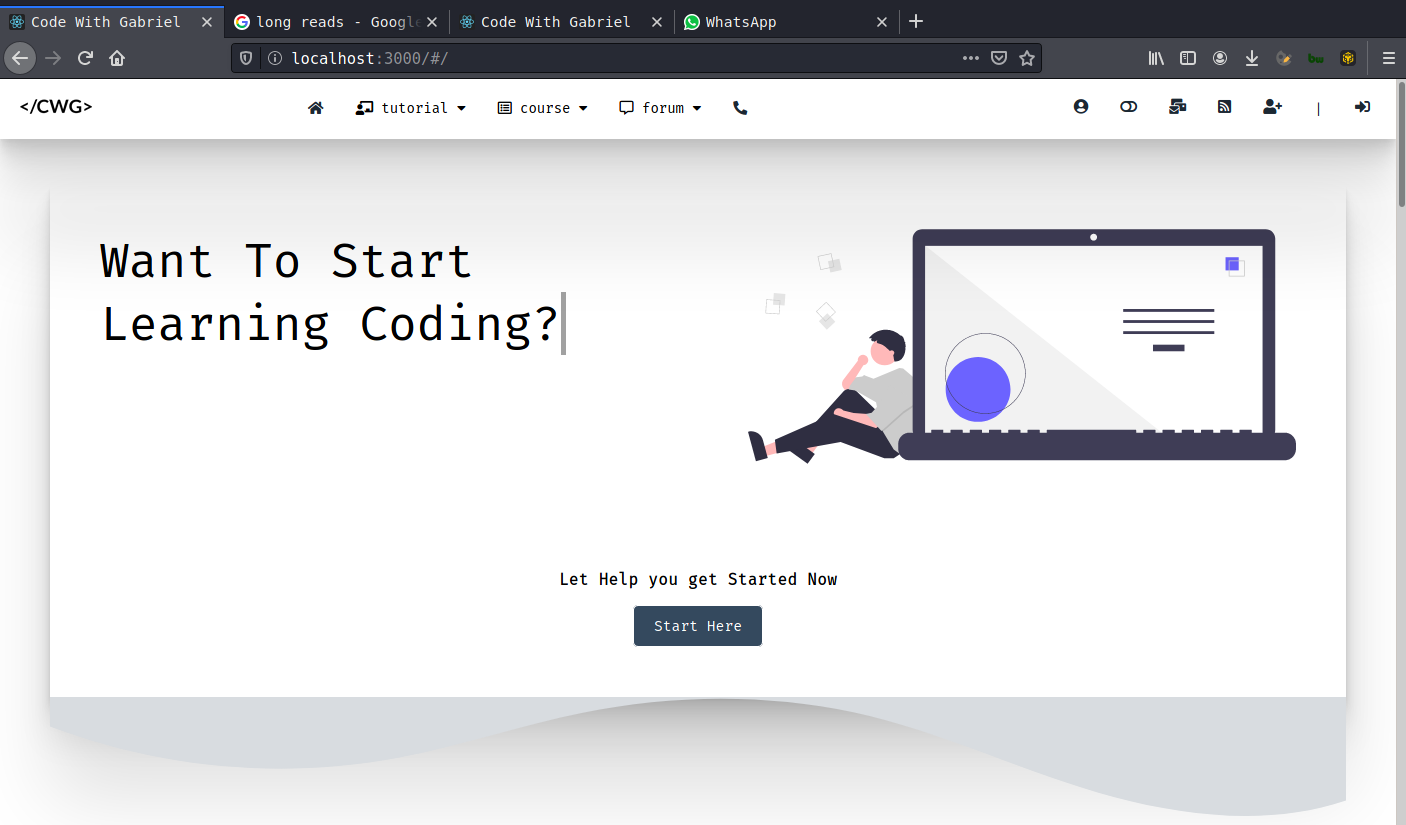 Code With Gabriel
long reads - Google
Code With Gabriel
WhatsApp
localhost:3000/#/
</CWG>
tutorial
course
forum
|
Want To Start
Learning Coding?
Let Help you get Started Now
Start Here